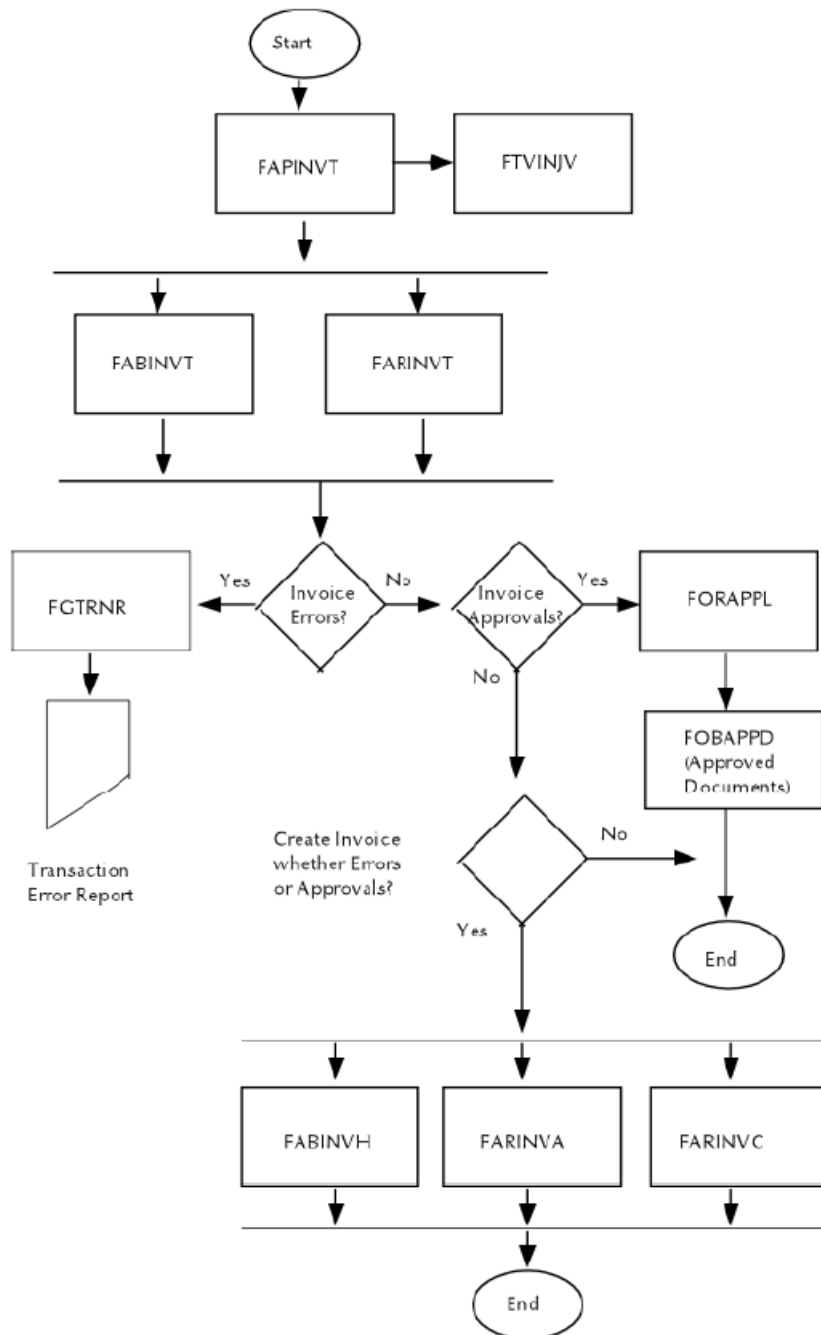 Start
FAPINVT
FTVINJV
FABINVT
FARINVT
FGTRNR
Yes
Invoice
Errors?
No
Invoice
Approvals?
Yes
FORAPPL
No
FOBAPPD
(Approved
Documents)
Transaction
Error Report
Create Invoice
whether Errors
or Approvals?
No
Yes
End
FABINVH
FARINVA
FARINVC
End